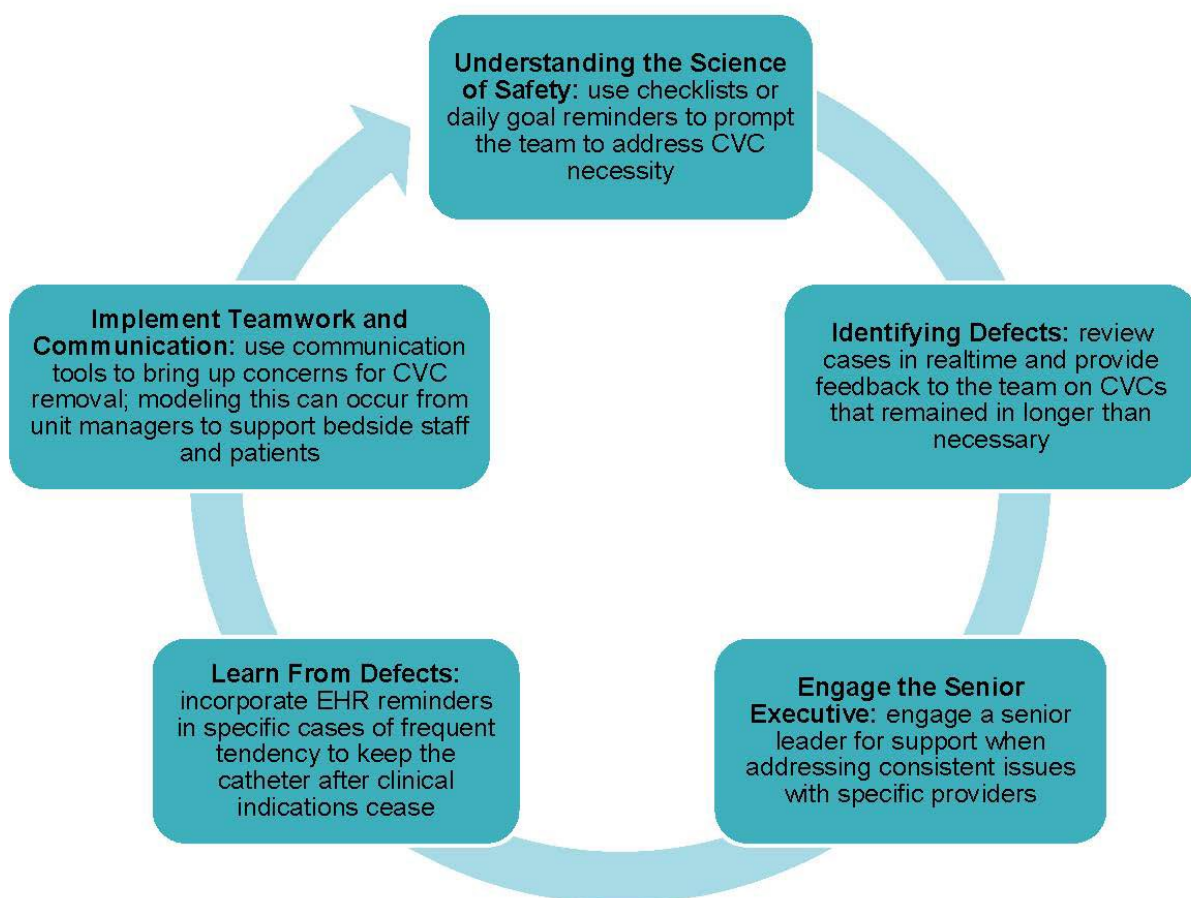 Understanding the Science
of Safety: use checklists or
daily goal reminders to prompt
the team to address CVC
necessity
Identifying Defects: review
cases in realtime and provide
feedback to the team on CVCs
that remained in longer than
necessary
Engage the Senior
Executive: engage a senior
leader for support when
addressing consistent issues
with specific providers
Learn From Defects:
incorporate EHR reminders
in specific cases of frequent
tendency to keep the
catheter after clinical
indications cease
Implement Teamwork and
Communication: use communication
tools to bring up concerns for CVC
removal; modeling this can occur from
unit managers to support bedside staff
and patients